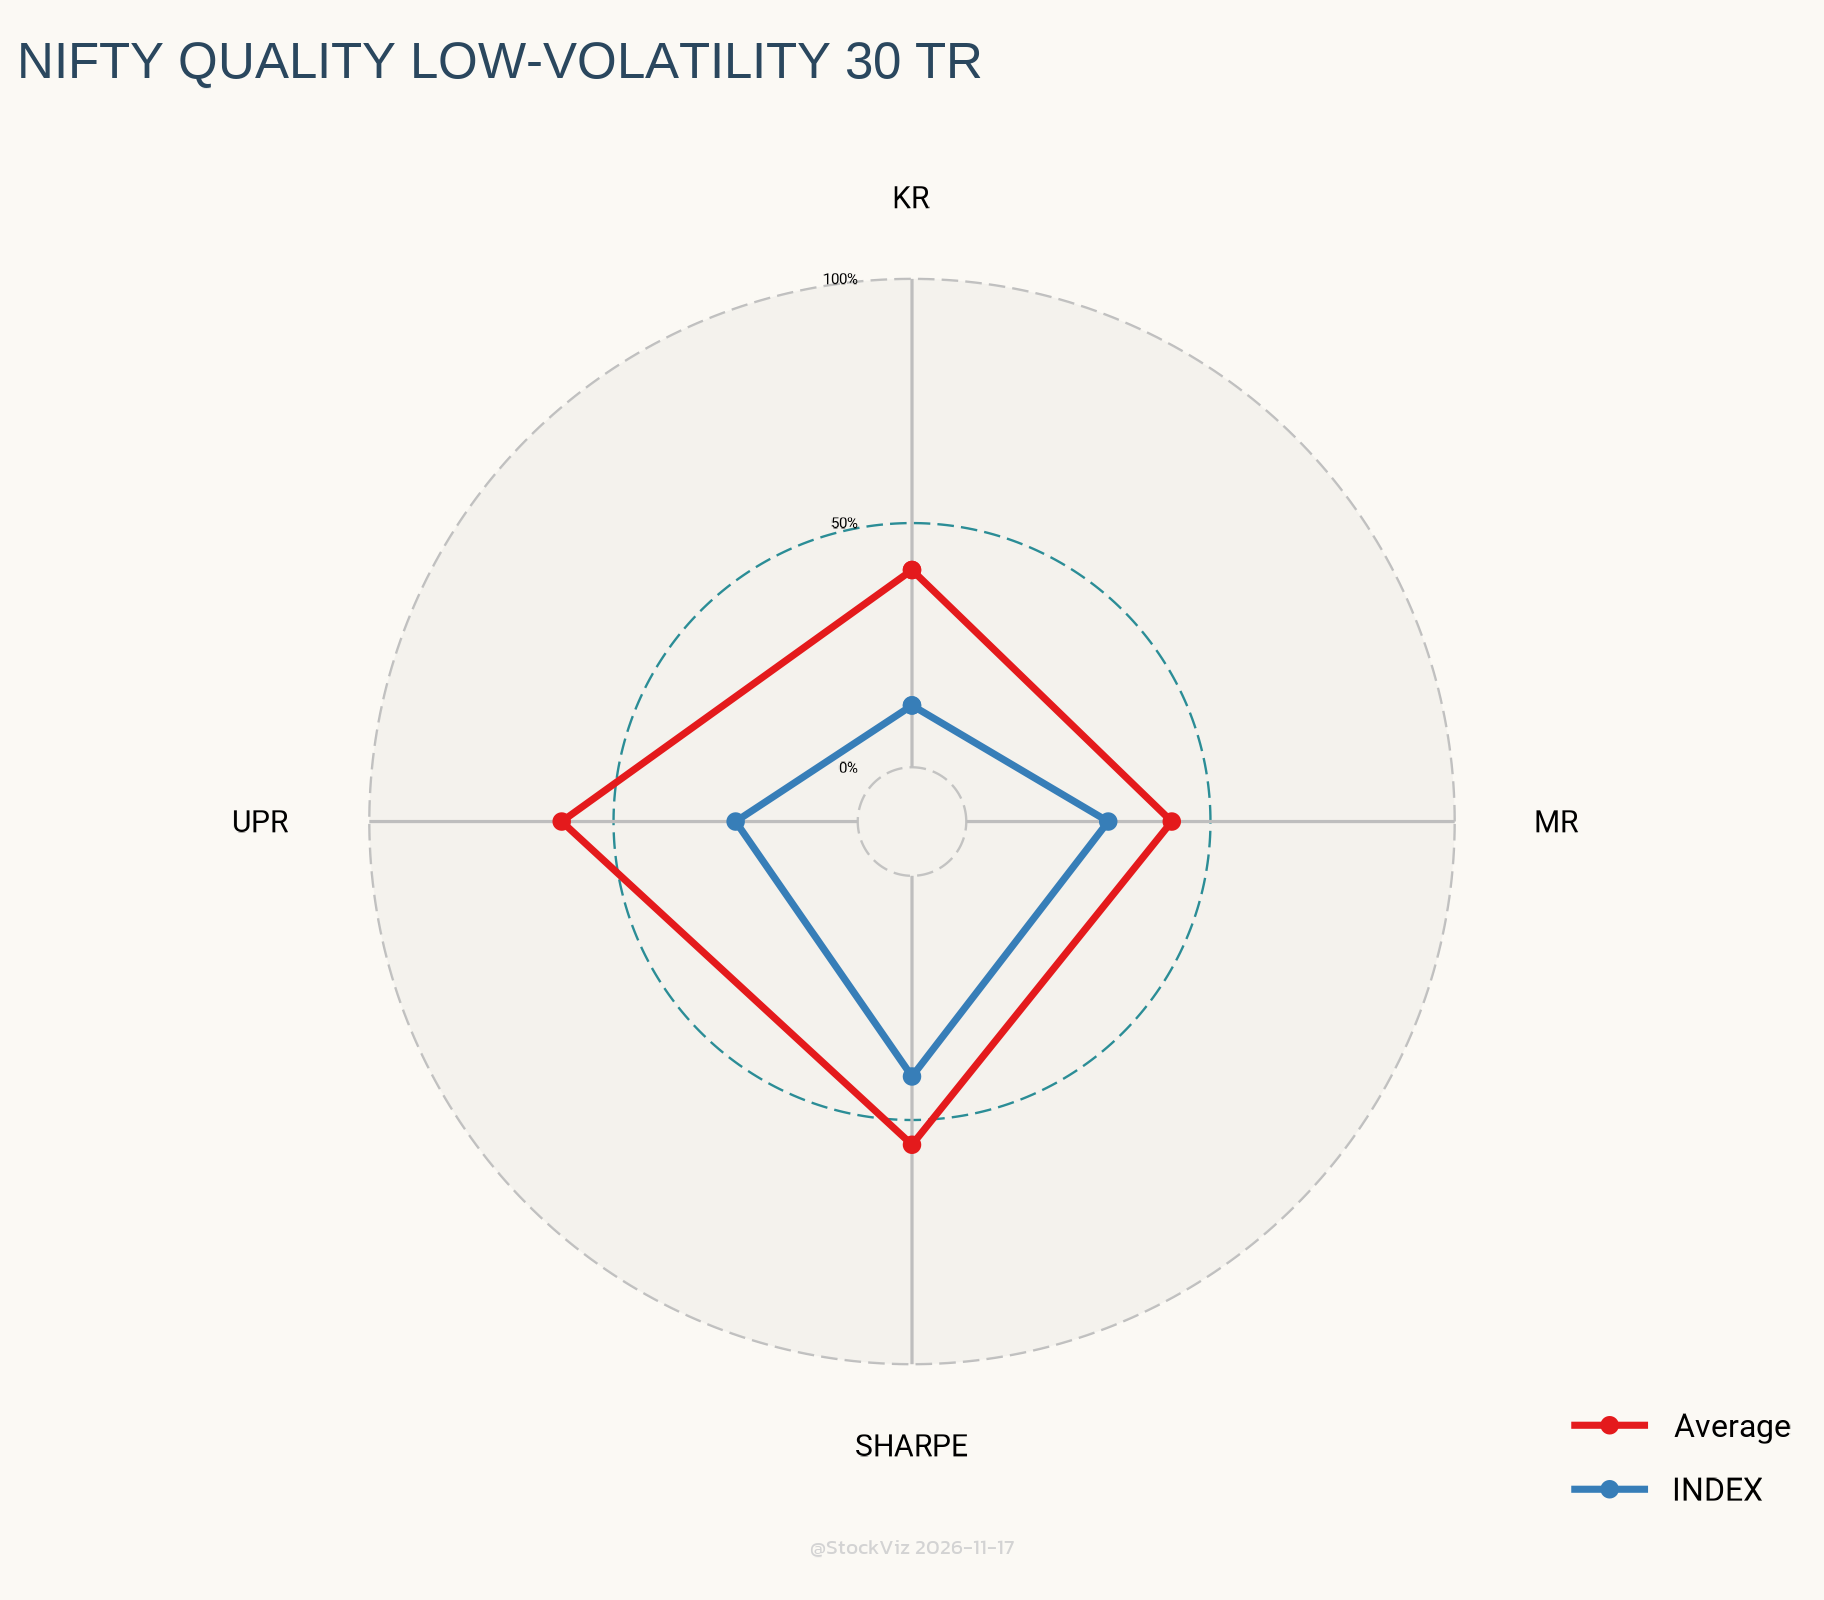 NIFTY QUALITY LOW-VOLATILITY 30 TR
KR
100%
50%
0%
UPR
MR
SHARPE
Average
INDEX
@StockViz 2026-11-17